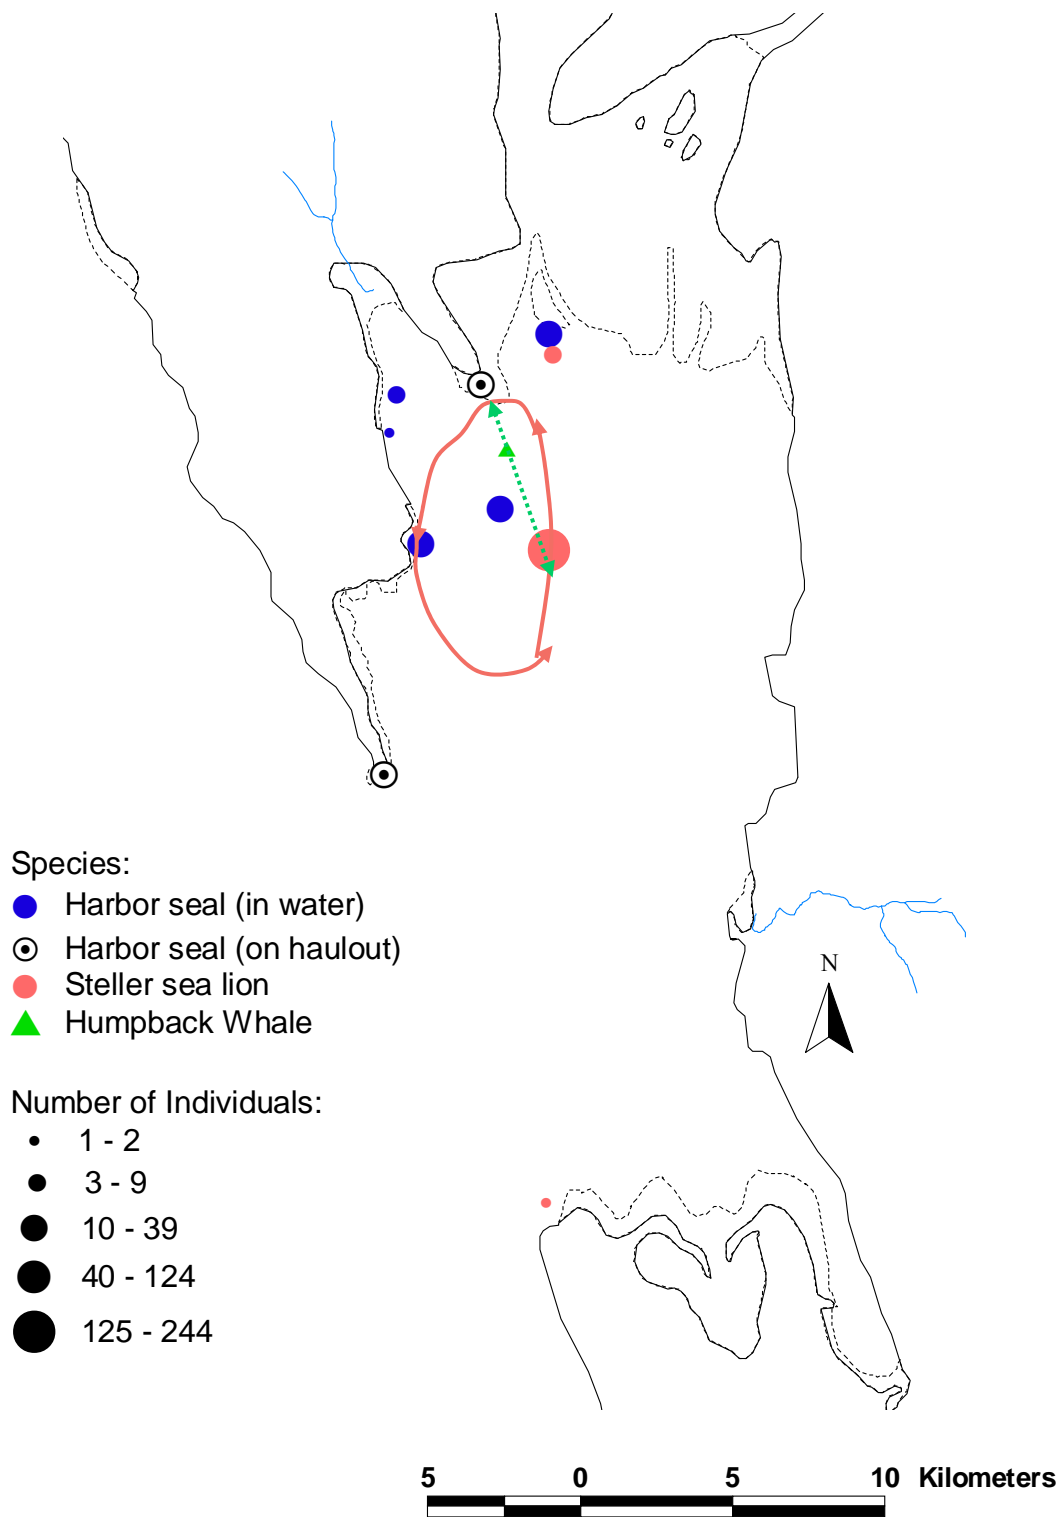 Species:
Harbor seal (in water)
Harbor seal (on haulout)
Steller sea lion
Humpback Whale
N
Number of Individuals:
1 - 2
3 - 9
10 - 39
40 - 124
125 - 244
5 0 5 10 Kilometers